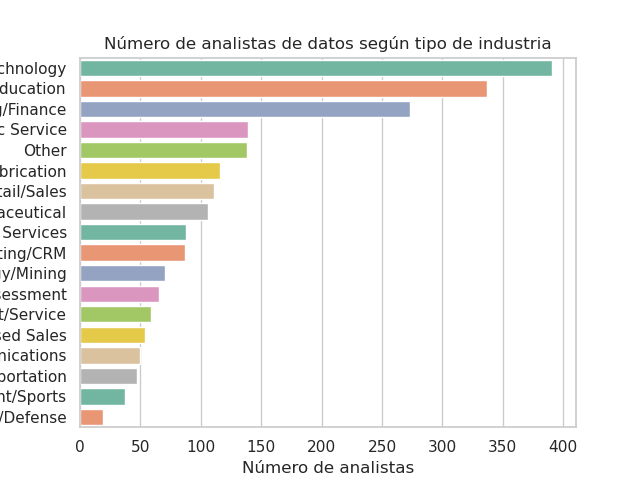 Número de analistas de datos según tipo de industria
chnology
ducation
g/Finance
c Service
Other
brication
tail/Sales
aceutical
Services
ting/CRM
gy/Mining
sessment
t/Service
sed Sales
nications
portation
nt/Sports
/Defense
0 50 100 150 200 250 300 350 400
Número de analistas